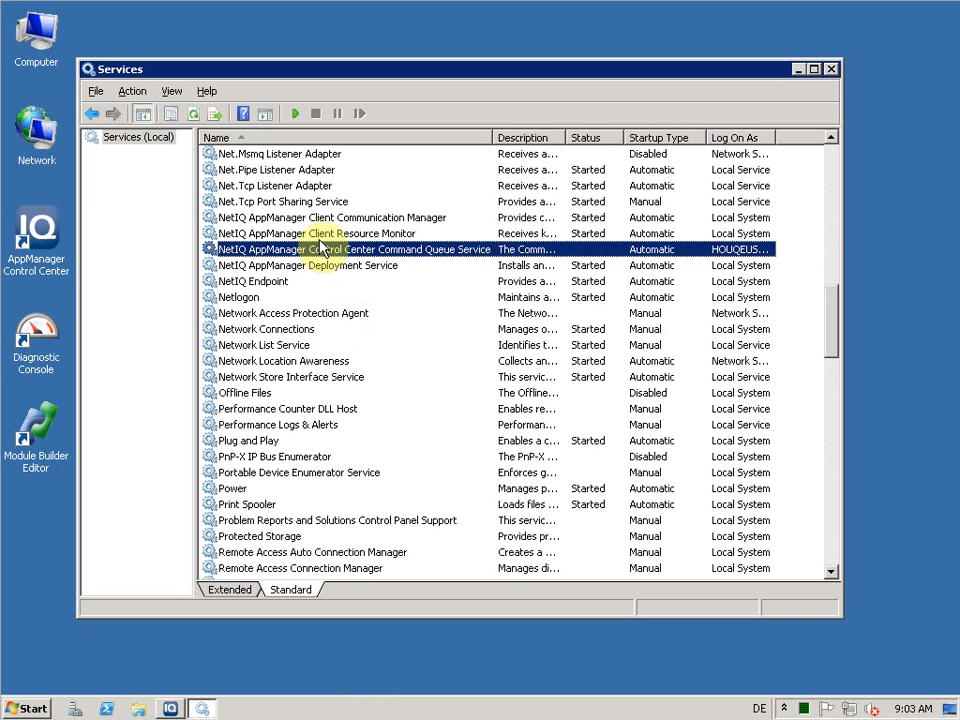 Computer
Network
AppManager
Control Center
Diagnostic
Console
Module Builder
Editor
Services
File Action View Help
Services (Local)
Name Description Status Startup Type Log On As
Net.Msmq Listener Adapter Receives a... Disabled Network S...
Net.Pipe Listener Adapter Receives a... Started Automatic Local Service
Net.Tcp Listener Adapter Receives a... Started Automatic Local Service
Net.Tcp Port Sharing Service Provides a... Started Automatic Local Service
NetIQ AppManager Client Communication Manager Provides c... Started Automatic Local System
NetIQ AppManager Client Resource Monitor Receives k... Started Automatic Local System
NetIQ AppManager Control Center Command Queue Service The Comm... Automatic HOUQEUS...
NetIQ AppManager Deployment Service Installs an... Started Automatic Local System
NetIQ Endpoint Provides a... Started Automatic Local System
Netlogon Maintains a... Started Automatic Local System
Network Access Protection Agent The Netwo... Manual Network S...
Network Connections Manages o... Started Manual Local System
Network List Service Identifies t... Started Manual Local Service
Network Location Awareness Collects an... Started Automatic Network S...
Network Store Interface Service This servic... Started Automatic Local Service
Offline Files The Offline... Disabled Local System
Performance Counter DLL Host Enables re... Manual Local Service
Performance Logs & Alerts Performan... Manual Local Service
Plug and Play Enables a c... Started Automatic Local System
PnP-X IP Bus Enumerator The PnP-X ... Disabled Local System
Portable Device Enumerator Service Enforces g... Manual Local System
Power Manages p... Started Automatic Local System
Print Spooler Loads files ... Started Automatic Local System
Problem Reports and Solutions Control Panel Support This servic... Manual Local System
Protected Storage Provides pr... Manual Local System
Remote Access Auto Connection Manager Creates a ... Manual Local System
Remote Access Connection Manager Manages di... Manual Local System
Extended Standard
Start DE 9:03 AM